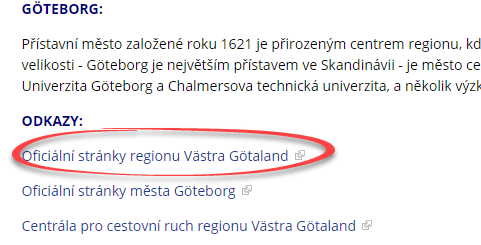 GÖTEBORG:
Přístavní město založené roku 1621 je přirozeným centrem regionu, kd
velikosti - Göteborg je největším přístavem ve Skandinávii - je město ce
Univerzita Göteborg a Chalmersova technická univerzita, a několik výzk
ODKAZY:
Oficiální stránky regionu Västra Götaland
Oficiální stránky města Göteborg
Centrála pro cestovní ruch regionu Västra Götaland